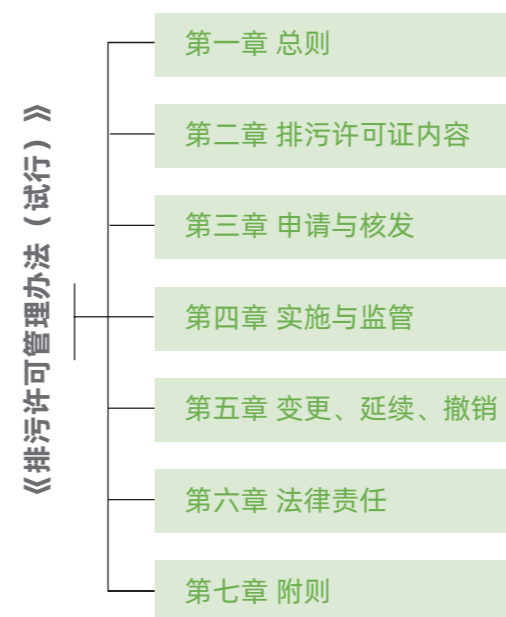 《排污许可管理办法（试行）》
第一章 总则
第二章 排污许可证内容
第三章 申请与核发
第四章 实施与监管
第五章 变更、延续、撤销
第六章 法律责任
第七章 附则